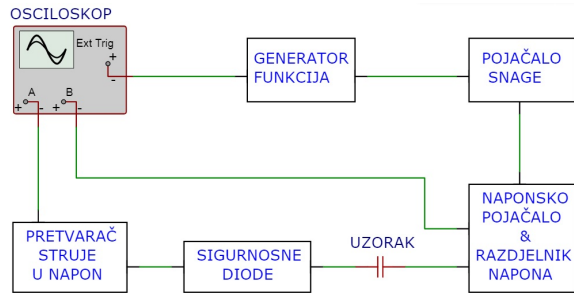 OSCILOSKOP
Ext Trig
+
-
A
B
+ -
+ -
GENERATOR
FUNKCIJA
POJAČALO
SNAGE
PRETVARAČ
STRUJE
U NAPON
SIGURNOSNE
DIODE
UZORAK
NAPONSKO
POJAČALO
&
RAZDJELNIK
NAPONA